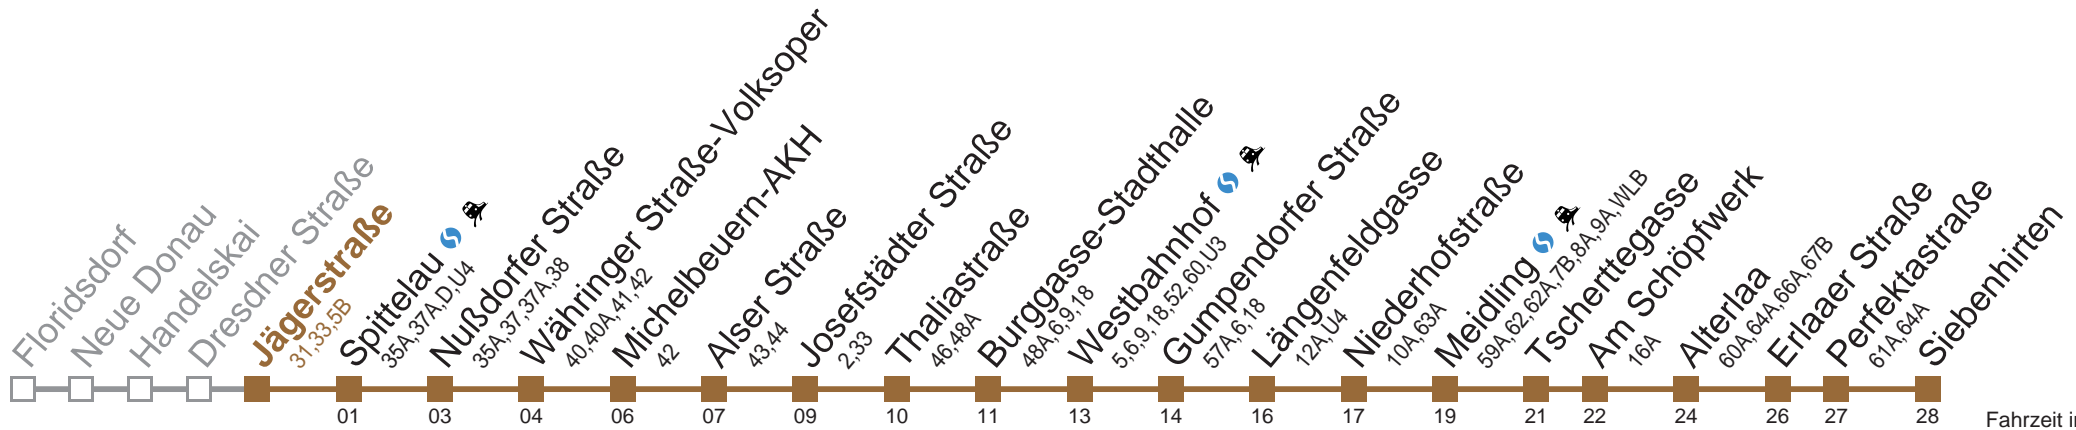 Floridsdorf
Neue Donau
Handelskai
Dresdner Straße
Jägerstraße
31,33,5B
Spittelau
35A,37A,D,U4
Nußdorfer Straße
35A,37,37A,38
Währinger Straße-Volksoper
40,40A,41,42
Michelbeuern-AKH
42
Alser Straße
43,44
Josefstädter Straße
2,33
Thaliastraße
46,48A
Burggasse-Stadthalle
48A,6,9,18
Westbahnhof
5,6,9,18,52,60,U3
Gumpendorfer Straße
57A,6,18
Längenfeldgasse
12A,U4
Niederhofstraße
10A,63A
Meidling
59A,62,62A,7B,8A,9A,WLB
Tscherttegasse
Am Schöpfwerk
16A
Alterlaa
60A,64A,66A,67B
Erlaaer Straße
Perfektastraße
61A,64A
Siebenhirten
01 03 04 06 07 09 10 11 13 14 16 17 19 21 22 24 26 27 28 Fahrzeit in